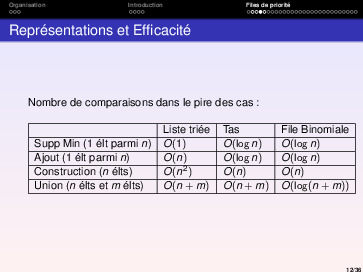 Organisation Introduction Files de priorité
Représentations et Efficacité
Nombre de comparaisons dans le pire des cas :
Liste triée Tas File Binomiale
Supp Min (1 élt parmi n) O(1) O(log n) O(log n)
Ajout (1 élt parmi n) O(n) O(log n) O(log n)
Construction (n élts) O(n²) O(n) O(n)
Union (n élts et m élts) O(n + m) O(n + m) O(log(n + m))
12/36